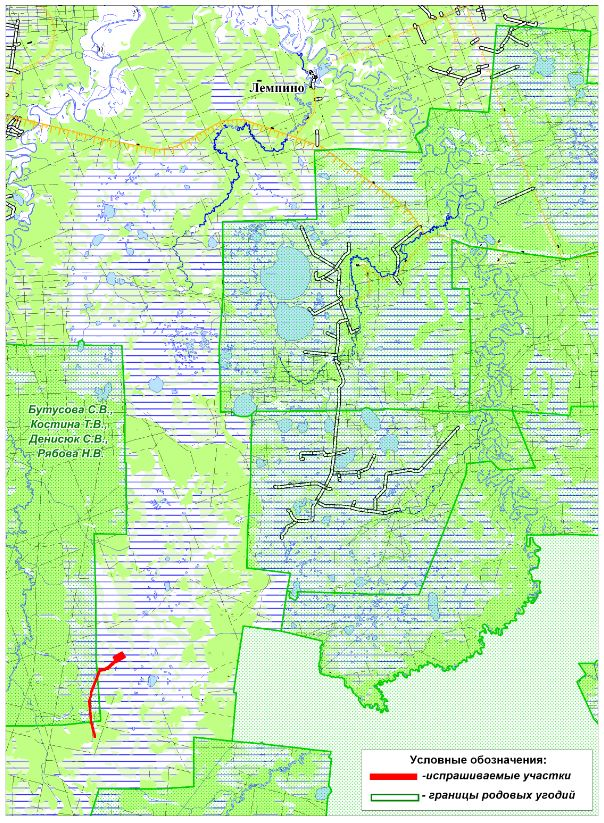 Лемпино
Бутусова С.В.,
Костина Т.В.,
Денисюк С.В.,
Рябова Н.В.
Условные обозначения:
-испрашиваемые участки
- границы родовых угодий